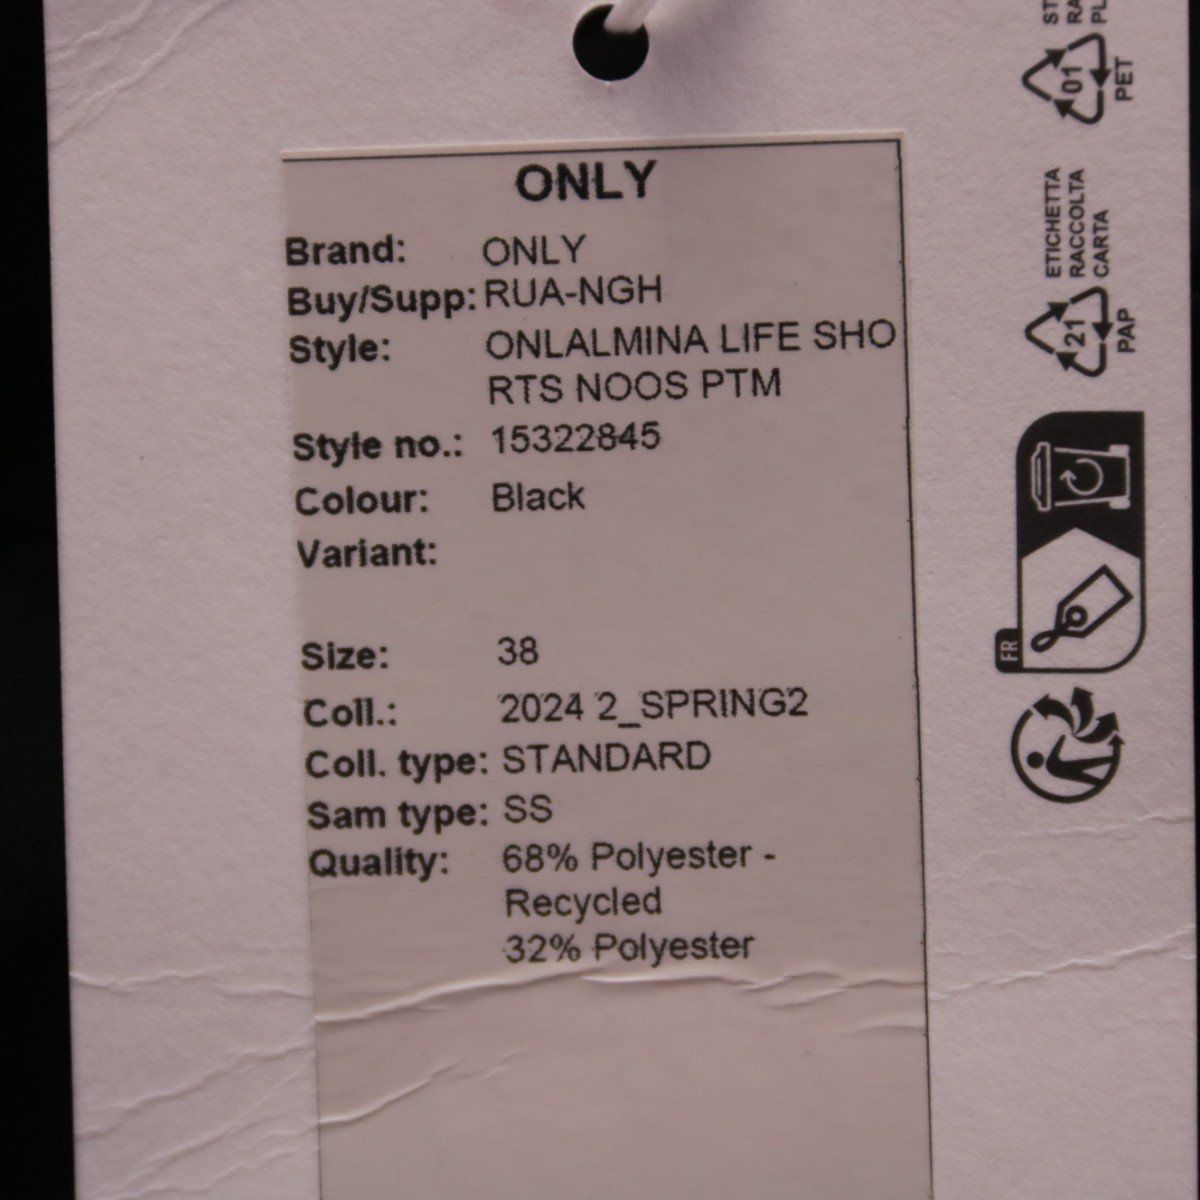 ONLY
Brand: ONLY
Buy/Supp: RUA-NGH
Style: ONLALMINA LIFE SHO
RTS NOOS PTM
Style no.: 15322845
Colour: Black
Variant:
Size: 38
Coll.: 2024 2_SPRING2
Coll. type: STANDARD
Sam type: SS
Quality: 68% Polyester -
Recycled
32% Polyester
01
PET
ETICHETTA
RACCOLTA
CARTA
21
PAP
FR